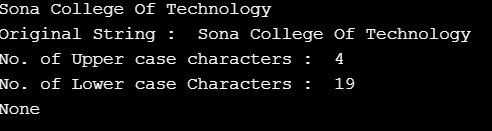 Sona College Of Technology
Original String :  Sona College Of Technology
No. of Upper case characters :  4
No. of Lower case Characters :  19
None